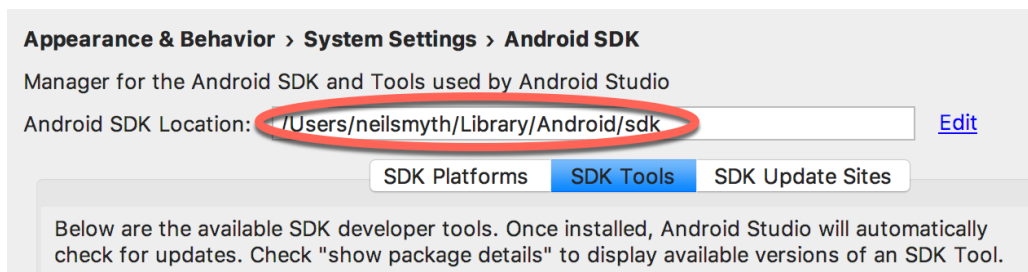 Appearance & Behavior › System Settings › Android SDK
Manager for the Android SDK and Tools used by Android Studio
Android SDK Location: /Users/neilsmyth/Library/Android/sdk Edit
SDK Platforms SDK Tools SDK Update Sites
Below are the available SDK developer tools. Once installed, Android Studio will automatically
check for updates. Check "show package details" to display available versions of an SDK Tool.